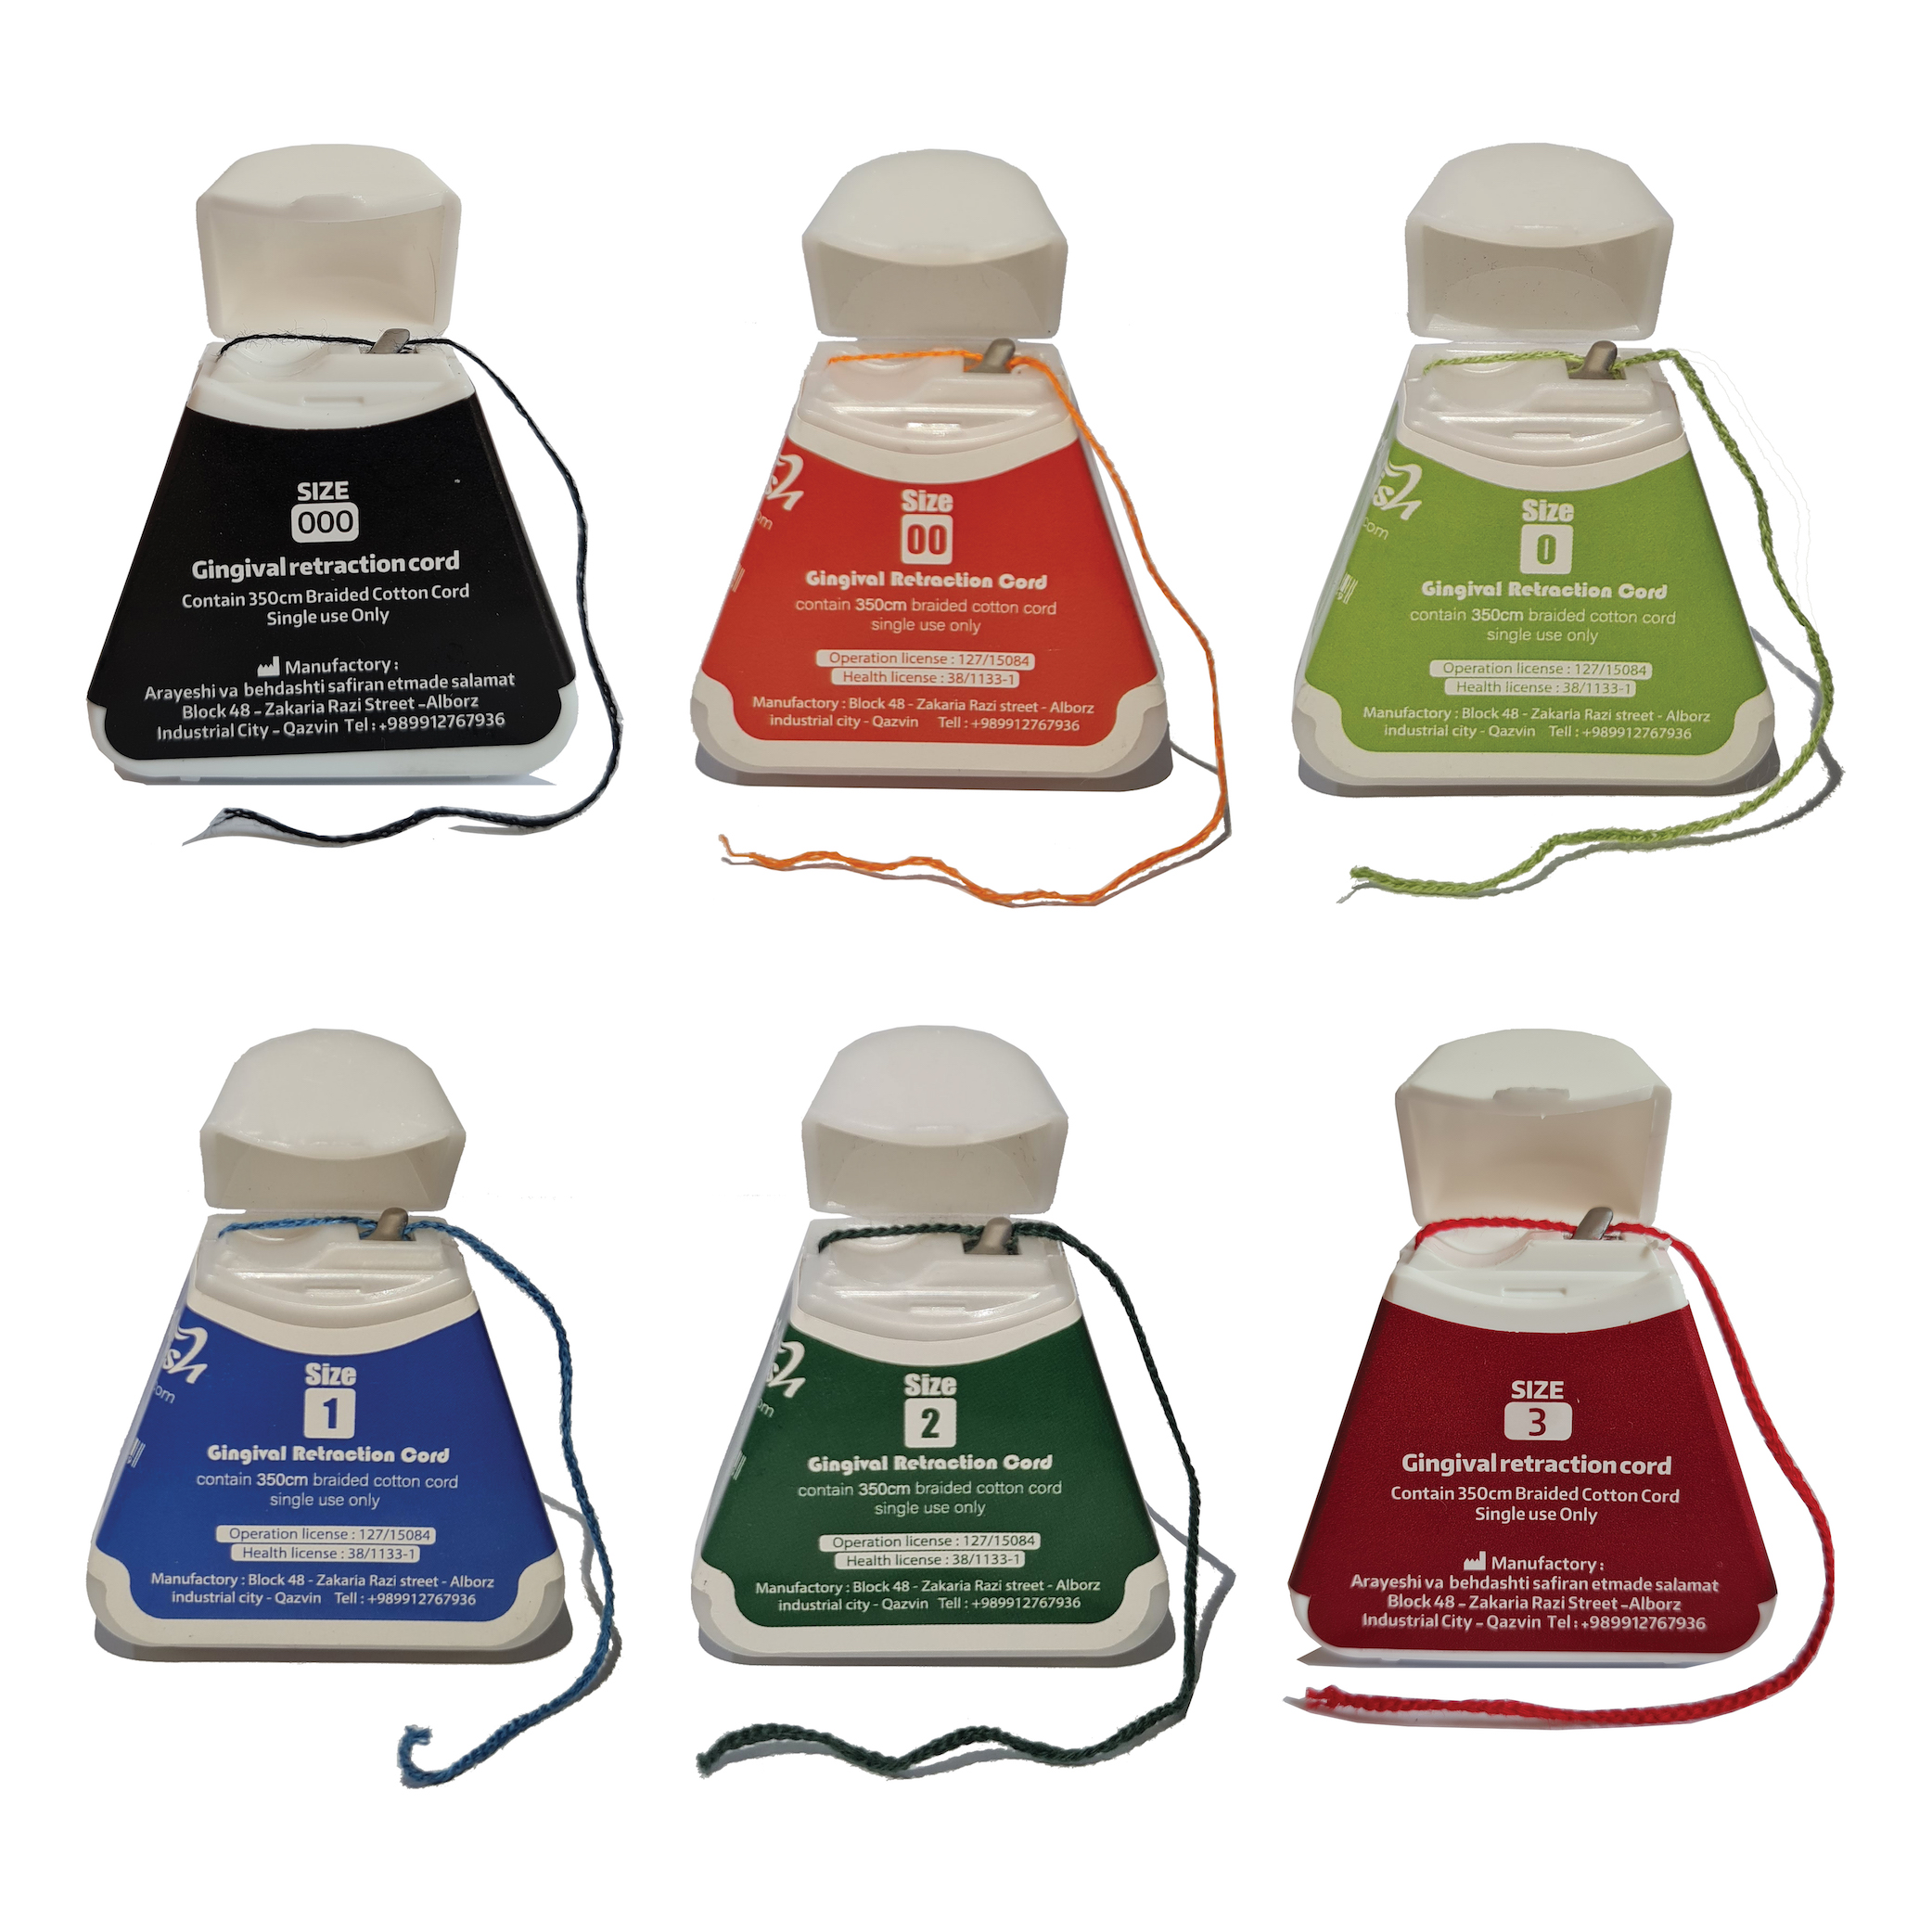 SIZE
000
Gingival retraction cord
Contain 350cm Braided Cotton Cord
Single use Only
Manufactory :
Arayeshi va behdashti safiran etmade salamat
Block 48 - Zakaria Razi Street -Alborz
Industrial City - Qazvin Tel : +989912767936
Size
00
Gingival Retraction Cord
contain 350cm braided cotton cord
single use only
Operation license : 127/15084
Health license : 38/1133-1
Manufactory : Block 48 - Zakaria Razi street - Alborz
industrial city - Qazvin Tell : +989912767936
Size
0
Gingival Retraction Cord
contain 350cm braided cotton cord
single use only
Operation license : 127/15084
Health license : 38/1133-1
Manufactory : Block 48 - Zakaria Razi street - Alborz
industrial city - Qazvin Tell : +989912767936
Size
1
Gingival Retraction Cord
contain 350cm braided cotton cord
single use only
Operation license : 127/15084
Health license : 38/1133-1
Manufactory : Block 48 - Zakaria Razi street - Alborz
industrial city - Qazvin Tell : +989912767936
Size
2
Gingival Retraction Cord
contain 350cm braided cotton cord
single use only
Operation license : 127/15084
Health license : 38/1133-1
Manufactory : Block 48 - Zakaria Razi street - Alborz
industrial city - Qazvin Tell : +989912767936
SIZE
3
Gingival retraction cord
Contain 350cm Braided Cotton Cord
Single use Only
Manufactory :
Arayeshi va behdashti safiran etmade salamat
Block 48 - Zakaria Razi Street -Alborz
Industrial City - Qazvin Tel : +989912767936